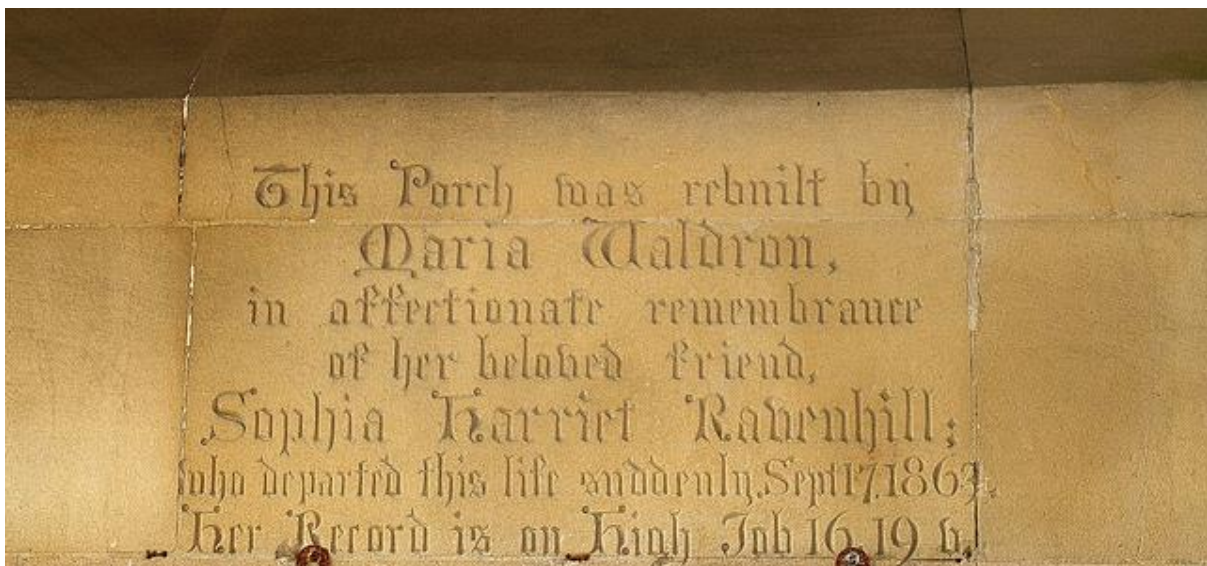 This Porch was rebuilt by
Maria Waldron,
in affectionate remembrance
of her beloved friend,
Sophia Harriet Ravenhill;
who departed this life suddenly, Sept 17, 1863.
Her Record is on High Job 16, 19 v.